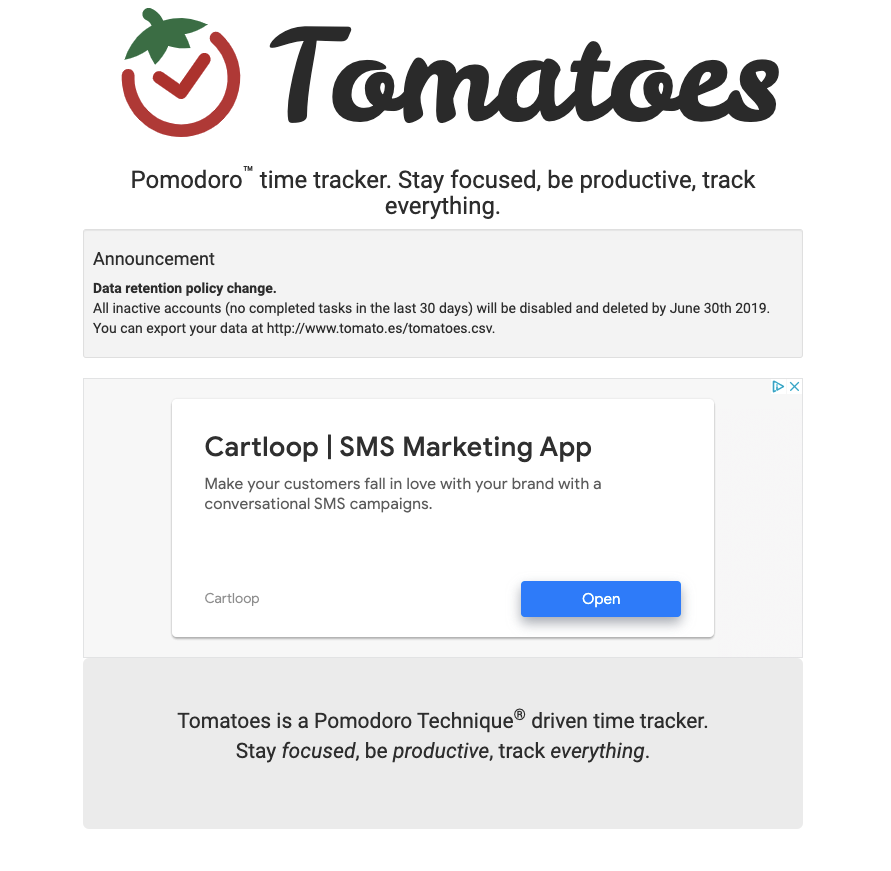 Tomatoes
Pomodoro™ time tracker. Stay focused, be productive, track
everything.
Announcement
Data retention policy change.
All inactive accounts (no completed tasks in the last 30 days) will be disabled and deleted by June 30th 2019.
You can export your data at http://www.tomato.es/tomatoes.csv.
Cartloop | SMS Marketing App
Make your customers fall in love with your brand with a
conversational SMS campaigns.
Cartloop
Open
Tomatoes is a Pomodoro Technique® driven time tracker.
Stay focused, be productive, track everything.